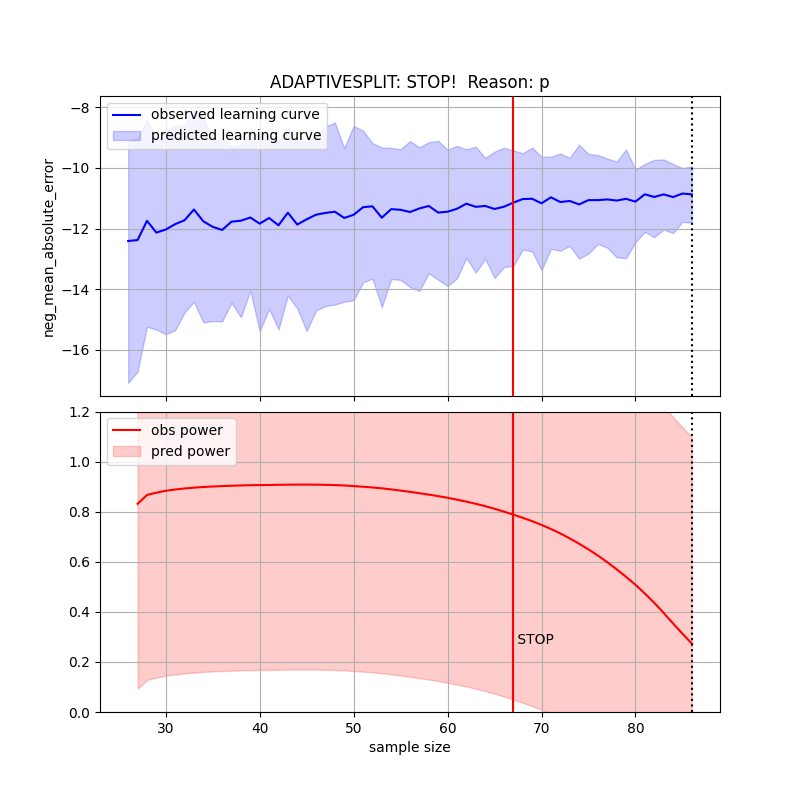 ADAPTIVESPLIT: STOP!  Reason: p
−8
−10
−12
−14
−16
neg_mean_absolute_error
observed learning curve
predicted learning curve
1.2
1.0
0.8
0.6
0.4
0.2
0.0
obs power
pred power
STOP
30 40 50 60 70 80
sample size